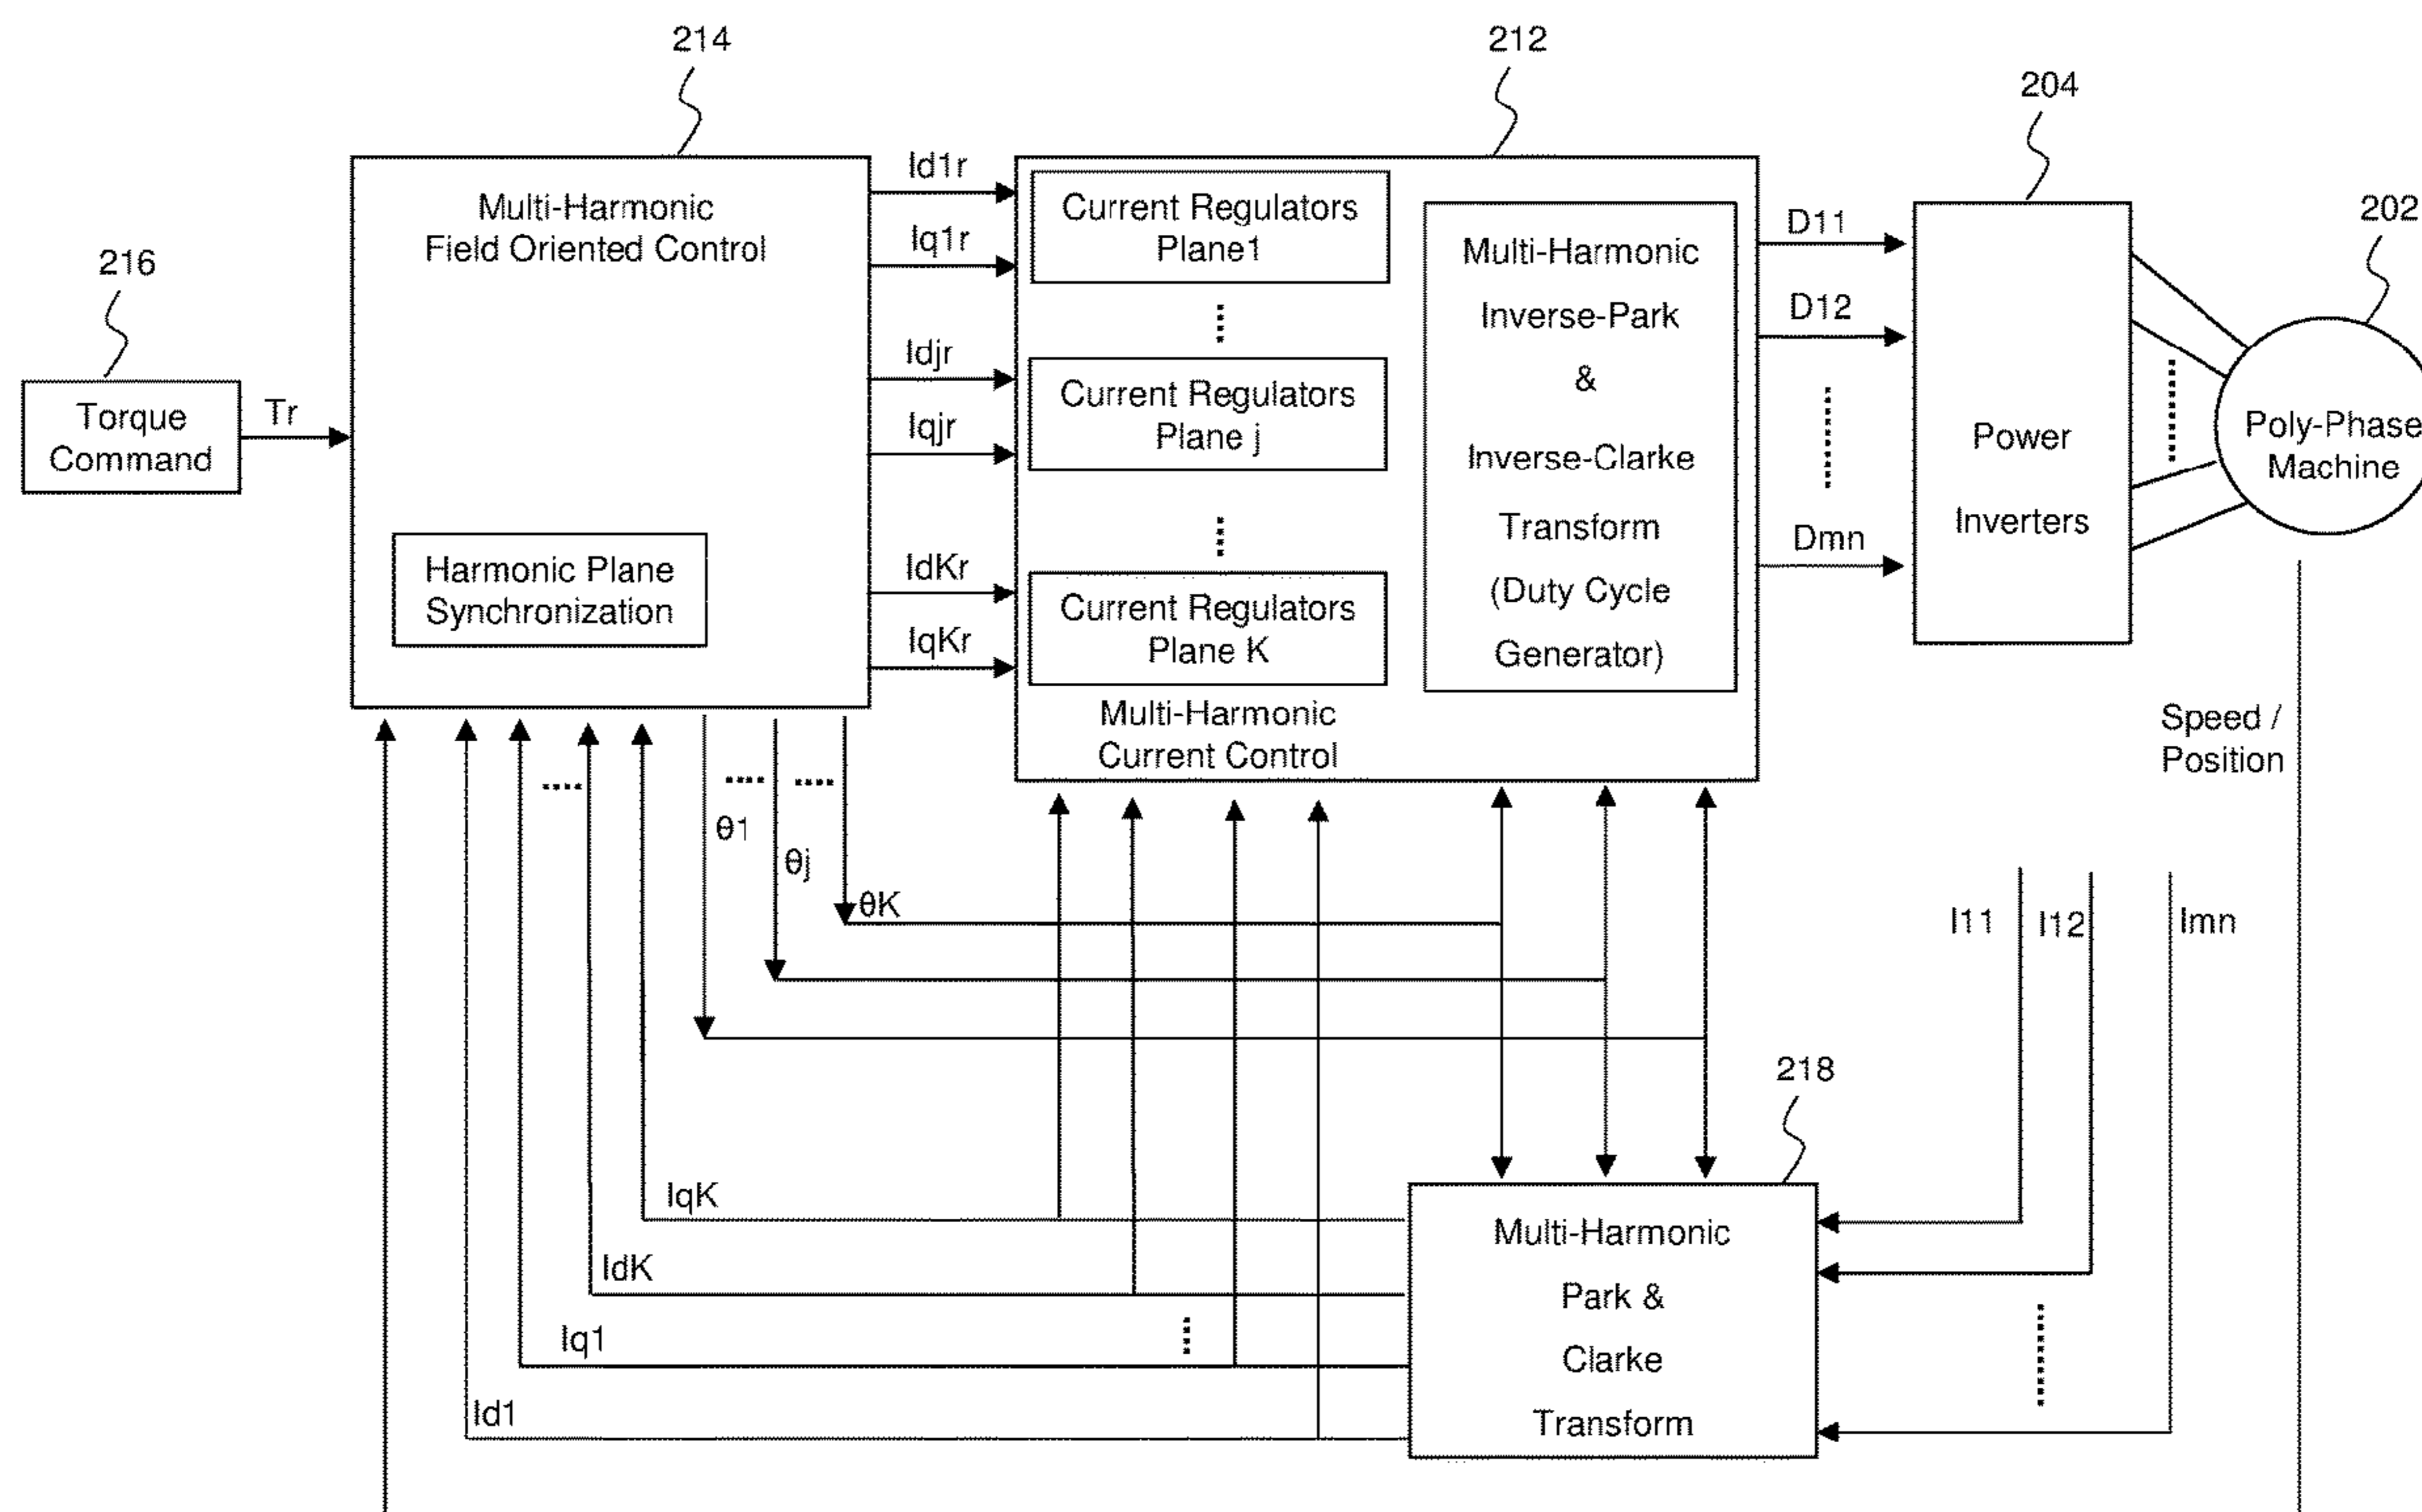 214
212
204
202
216
Torque
Command
Tr
Multi-Harmonic
Field Oriented Control
Harmonic Plane
Synchronization
Id1r
Iq1r
Idjr
Iqjr
IdKr
IqKr
Current Regulators
Plane1
Current Regulators
Plane j
Current Regulators
Plane K
Multi-Harmonic
Current Control
Multi-Harmonic
Inverse-Park
&
Inverse-Clarke
Transform
(Duty Cycle
Generator)
D11
D12
Dmn
Power
Inverters
Poly-Phase
Machine
Speed /
Position
θ1
θj
θK
I11
I12
Imn
218
IqK
IdK
Iq1
Id1
Multi-Harmonic
Park &
Clarke
Transform